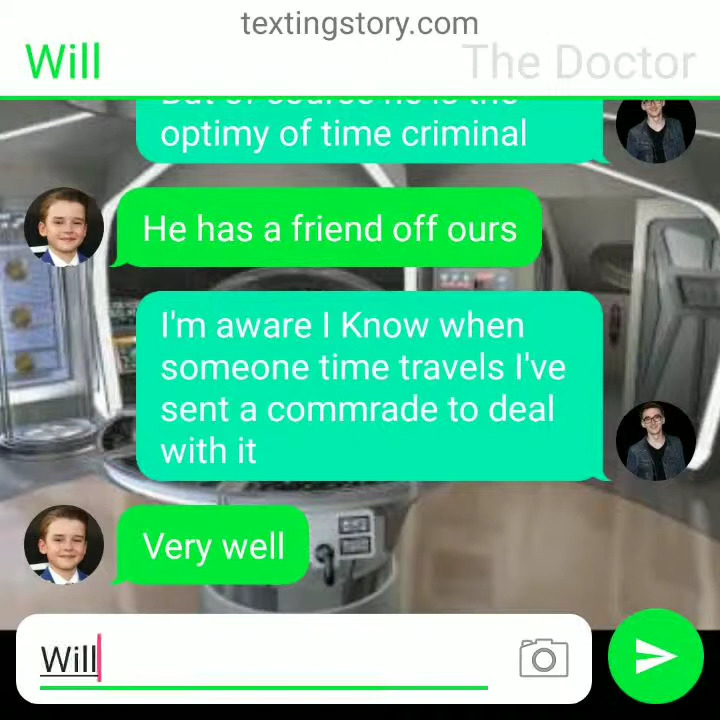 textingstory.com
Will
The Doctor
optimy of time criminal
He has a friend off ours
I'm aware I Know when
someone time travels I've
sent a commrade to deal
with it
Very well
Will